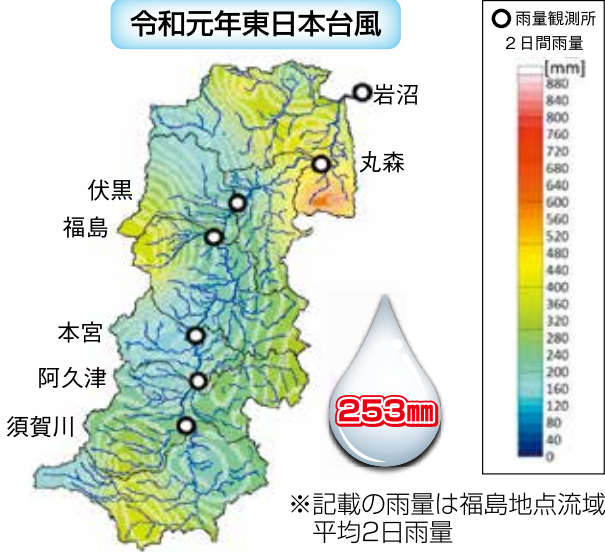 令和元年東日本台風
雨量観測所
2日間雨量
[mm]
880
840
800
760
720
680
640
600
560
520
480
440
400
360
320
280
240
200
160
120
80
40
0
岩沼
丸森
伏黒
福島
本宮
阿久津
須賀川
253mm
※記載の雨量は福島地点流域
平均2日雨量